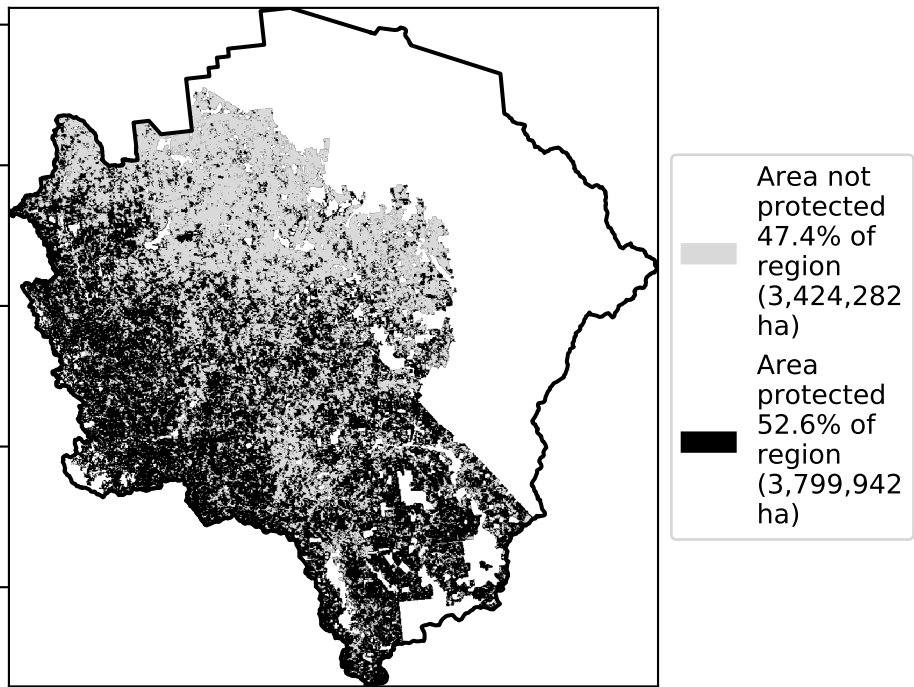 Area not
protected
47.4% of
region
(3,424,282
ha)
Area
protected
52.6% of
region
(3,799,942
ha)